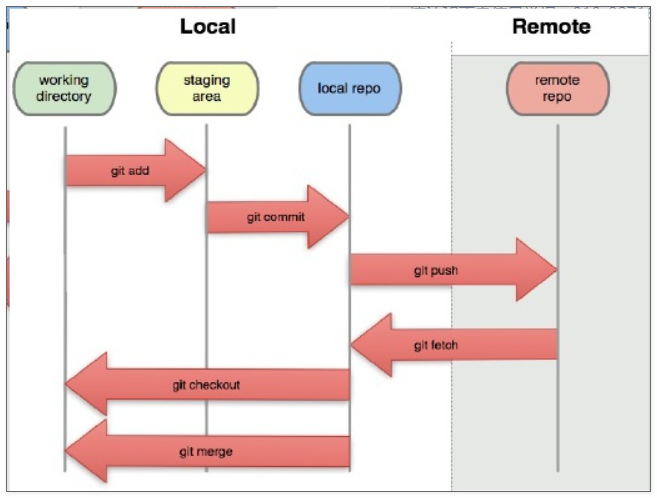 Local
Remote
working
directory
staging
area
local repo
remote
repo
git add
git commit
git push
git fetch
git checkout
git merge